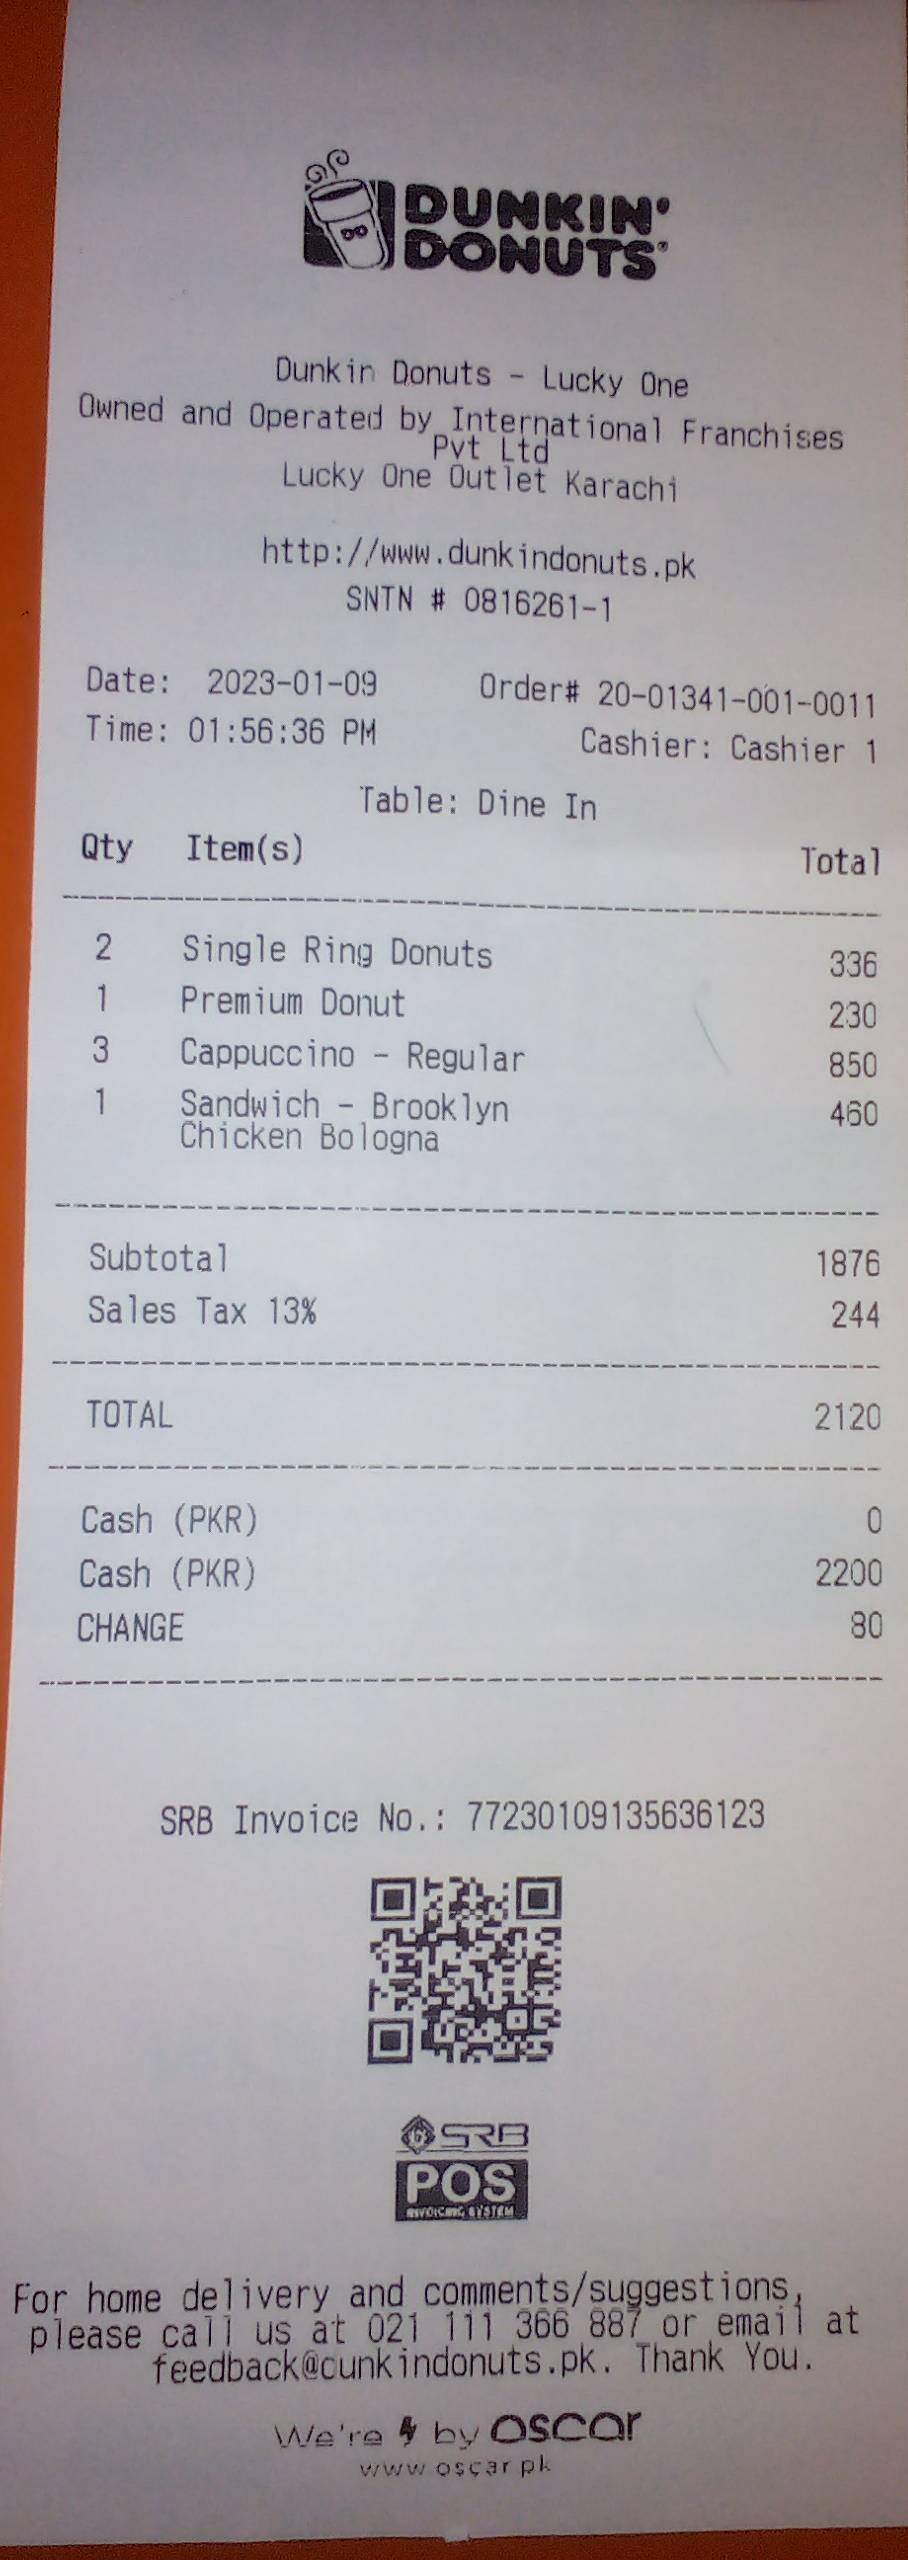 DUNKIN'
DONUTS
Dunkin Donuts - Lucky One
Owned and Operated by International Franchises
Pvt Ltd
Lucky One Outlet Karachi
http://www.dunkindonuts.pk
SNTN # 0816261-1
Date: 2023-01-09 Order# 20-01341-001-0011
Time: 01:56:36 PM Cashier: Cashier 1
Table: Dine In
Qty Item(s) Total
2 Single Ring Donuts 336
1 Premium Donut 230
3 Cappuccino - Regular 850
1 Sandwich - Brooklyn 460
Chicken Bologna
Subtotal 1876
Sales Tax 13% 244
TOTAL 2120
Cash (PKR) 0
Cash (PKR) 2200
CHANGE 80
SRB Invoice No.: 77230109135636123
SRB
POS
INVOICING SYSTEM
For home delivery and comments/suggestions,
please call us at 021 111 366 887 or email at
feedback@cunkindonuts.pk. Thank You.
We're by oscar
www oscar pk